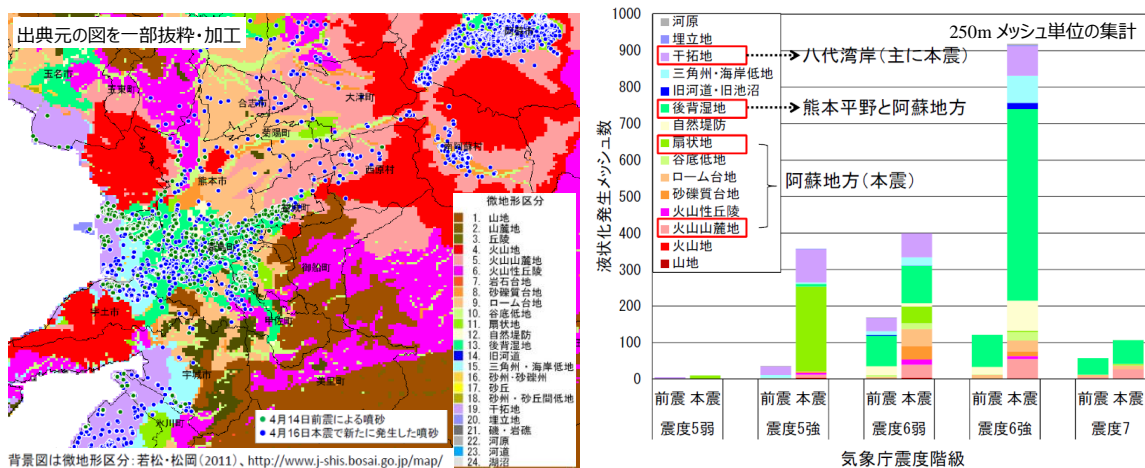 出典元の図を一部抜粋・加工
阿蘇市
玉名市
玉東町
合志市
大津町
菊陽町
南阿蘇村
西原村
熊本市
益城町
嘉島町
御船町
宇土市
甲佐町
宇城市
美里町
氷川町
微地形区分
1. 山地
2. 山麓地
3. 丘陵
4. 火山地
5. 火山山麓地
6. 火山性丘陵
7. 岩石台地
8. 砂礫質台地
9. ローム台地
10. 谷底低地
11. 扇状地
12. 自然堤防
13. 後背湿地
14. 旧河道
15. 三角州・海岸低地
16. 砂州・砂礫州
17. 砂丘
18. 砂州・砂丘間低地
19. 干拓地
20. 埋立地
21. 磯・岩礁
22. 河原
23. 河道
24. 湖沼
4月14日前震による噴砂
4月16日本震で新たに発生した噴砂
背景図は微地形区分：若松・松岡(2011)、http://www.j-shis.bosai.go.jp/map/
250m メッシュ単位の集計
液状化発生メッシュ数
1000
900
800
700
600
500
400
300
200
100
0
河原
埋立地
干拓地
三角州・海岸低地
旧河道・旧池沼
後背湿地
自然堤防
扇状地
谷底低地
ローム台地
砂礫質台地
火山性丘陵
火山山麓地
火山地
山地
八代湾岸（主に本震）
熊本平野と阿蘇地方
阿蘇地方（本震）
前震 本震 前震 本震 前震 本震 前震 本震 前震 本震
震度5弱 震度5強 震度6弱 震度6強 震度7
気象庁震度階級